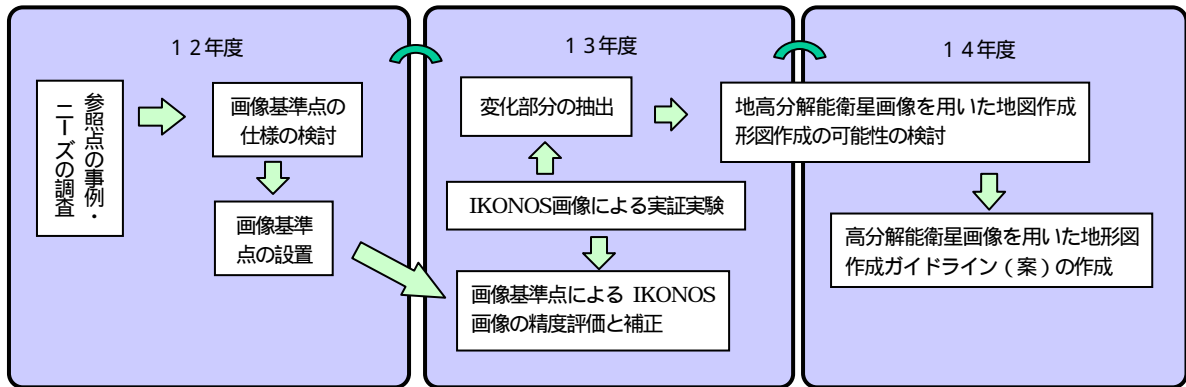 １２年度
参照点の事例・
ニーズの調査
画像基準点の
仕様の検討
画像基準
点の設置
１３年度
変化部分の抽出
IKONOS画像による実証実験
画像基準点による IKONOS
画像の精度評価と補正
１４年度
地高分解能衛星画像を用いた地図作成
形図作成の可能性の検討
高分解能衛星画像を用いた地形図
作成ガイドライン（案）の作成